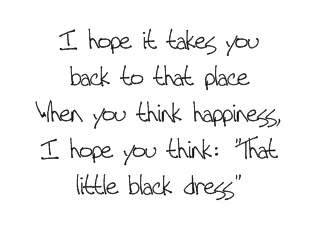 I hope it takes you
back to that place
When you think happiness,
I hope you think: "That
little black dress"